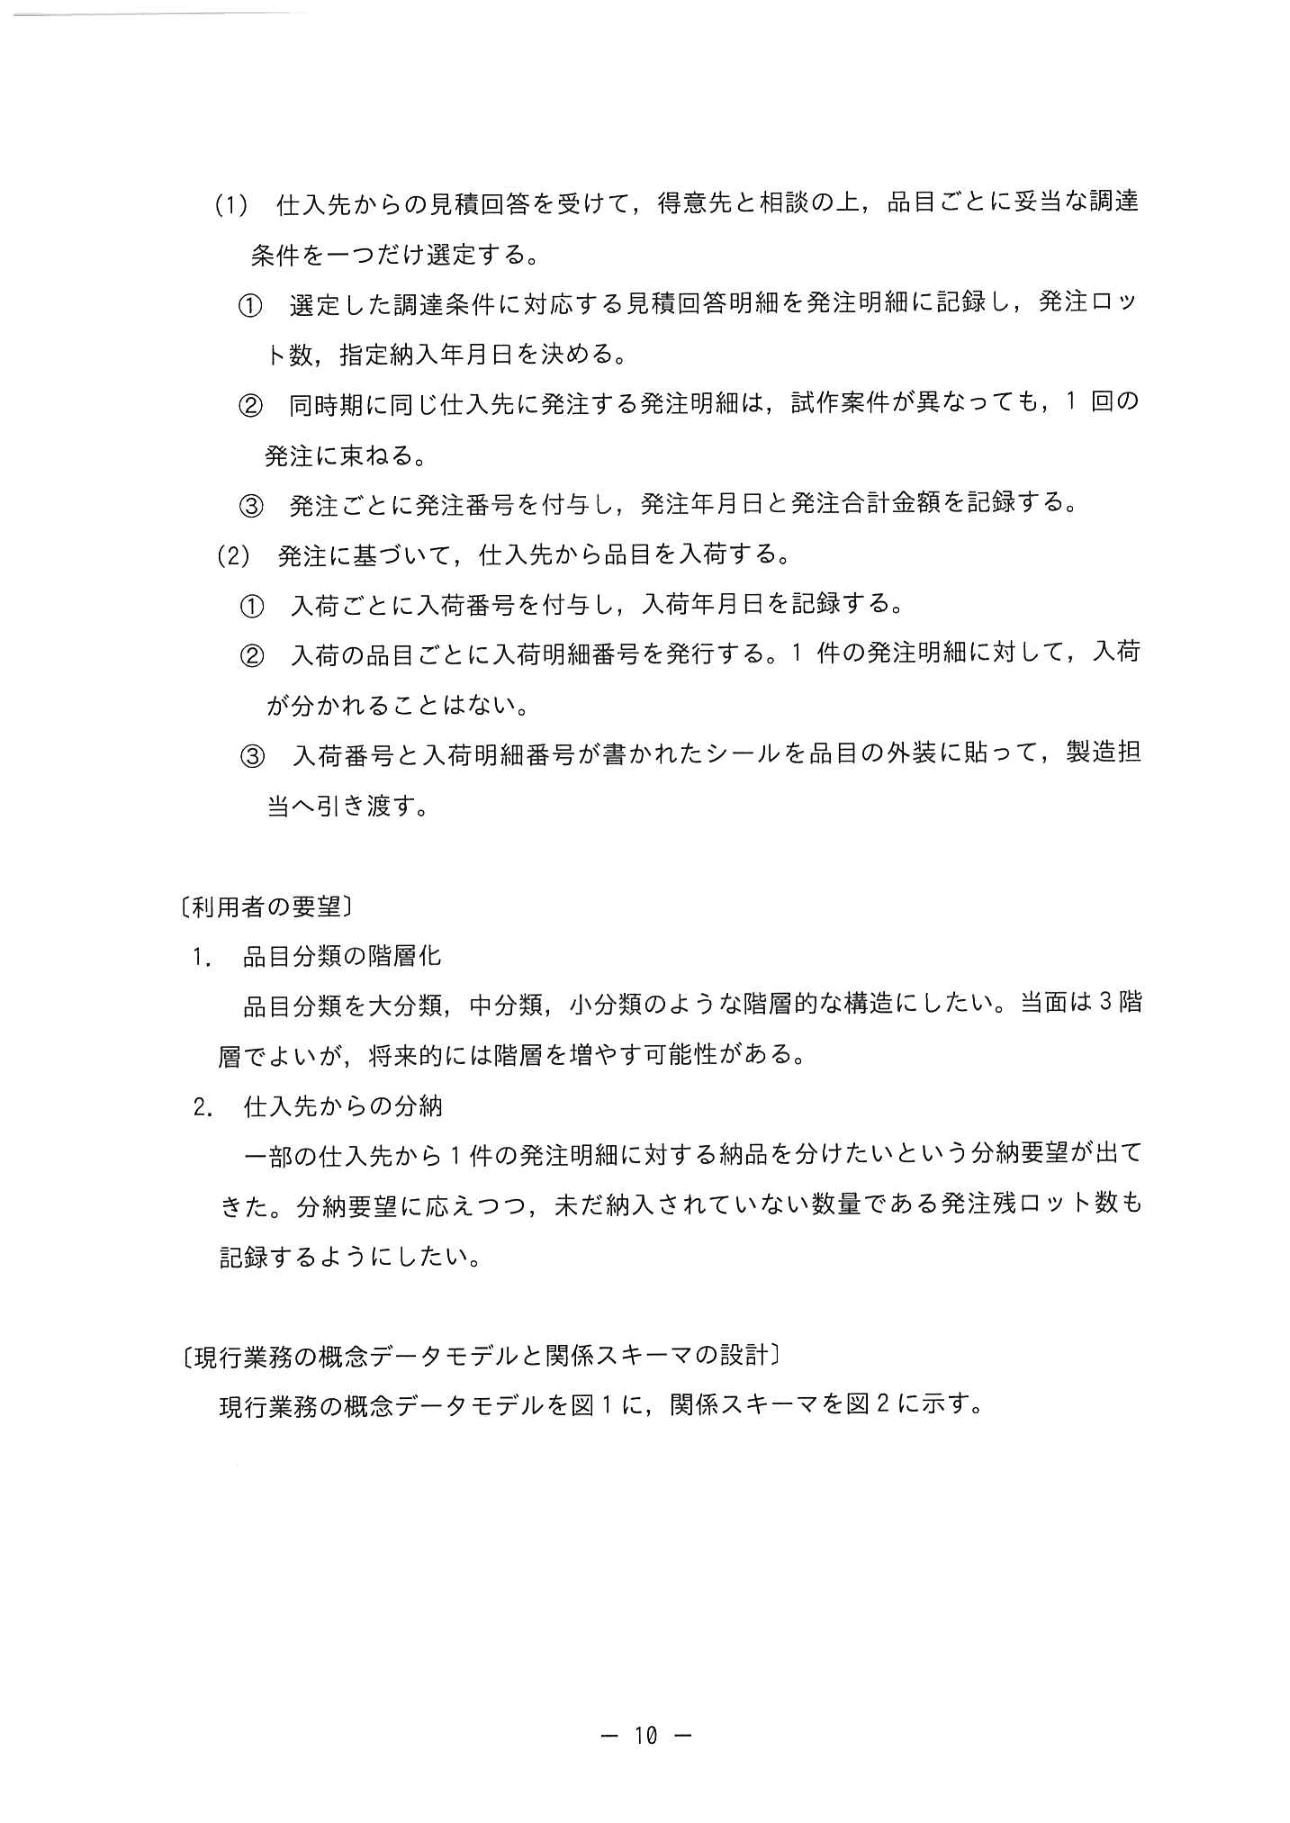 (1) 仕入先からの見積回答を受けて，得意先と相談の上，品目ごとに妥当な調達
条件を一つだけ選定する。
① 選定した調達条件に対応する見積回答明細を発注明細に記録し，発注ロッ
ト数，指定納入年月日を決める。
② 同時期に同じ仕入先に発注する発注明細は，試作案件が異なっても，1 回の
発注に束ねる。
③ 発注ごとに発注番号を付与し，発注年月日と発注合計金額を記録する。
(2) 発注に基づいて，仕入先から品目を入荷する。
① 入荷ごとに入荷番号を付与し，入荷年月日を記録する。
② 入荷の品目ごとに入荷明細番号を発行する。1 件の発注明細に対して，入荷
が分かれることはない。
③ 入荷番号と入荷明細番号が書かれたシールを品目の外装に貼って，製造担
当へ引き渡す。
〔利用者の要望〕
1. 品目分類の階層化
品目分類を大分類，中分類，小分類のような階層的な構造にしたい。当面は 3 階
層でよいが，将来的には階層を増やす可能性がある。
2. 仕入先からの分納
一部の仕入先から 1 件の発注明細に対する納品を分けたいという分納要望が出て
きた。分納要望に応えつつ，未だ納入されていない数量である発注残ロット数も
記録するようにしたい。
〔現行業務の概念データモデルと関係スキーマの設計〕
現行業務の概念データモデルを図 1 に，関係スキーマを図 2 に示す。
－ 10 －